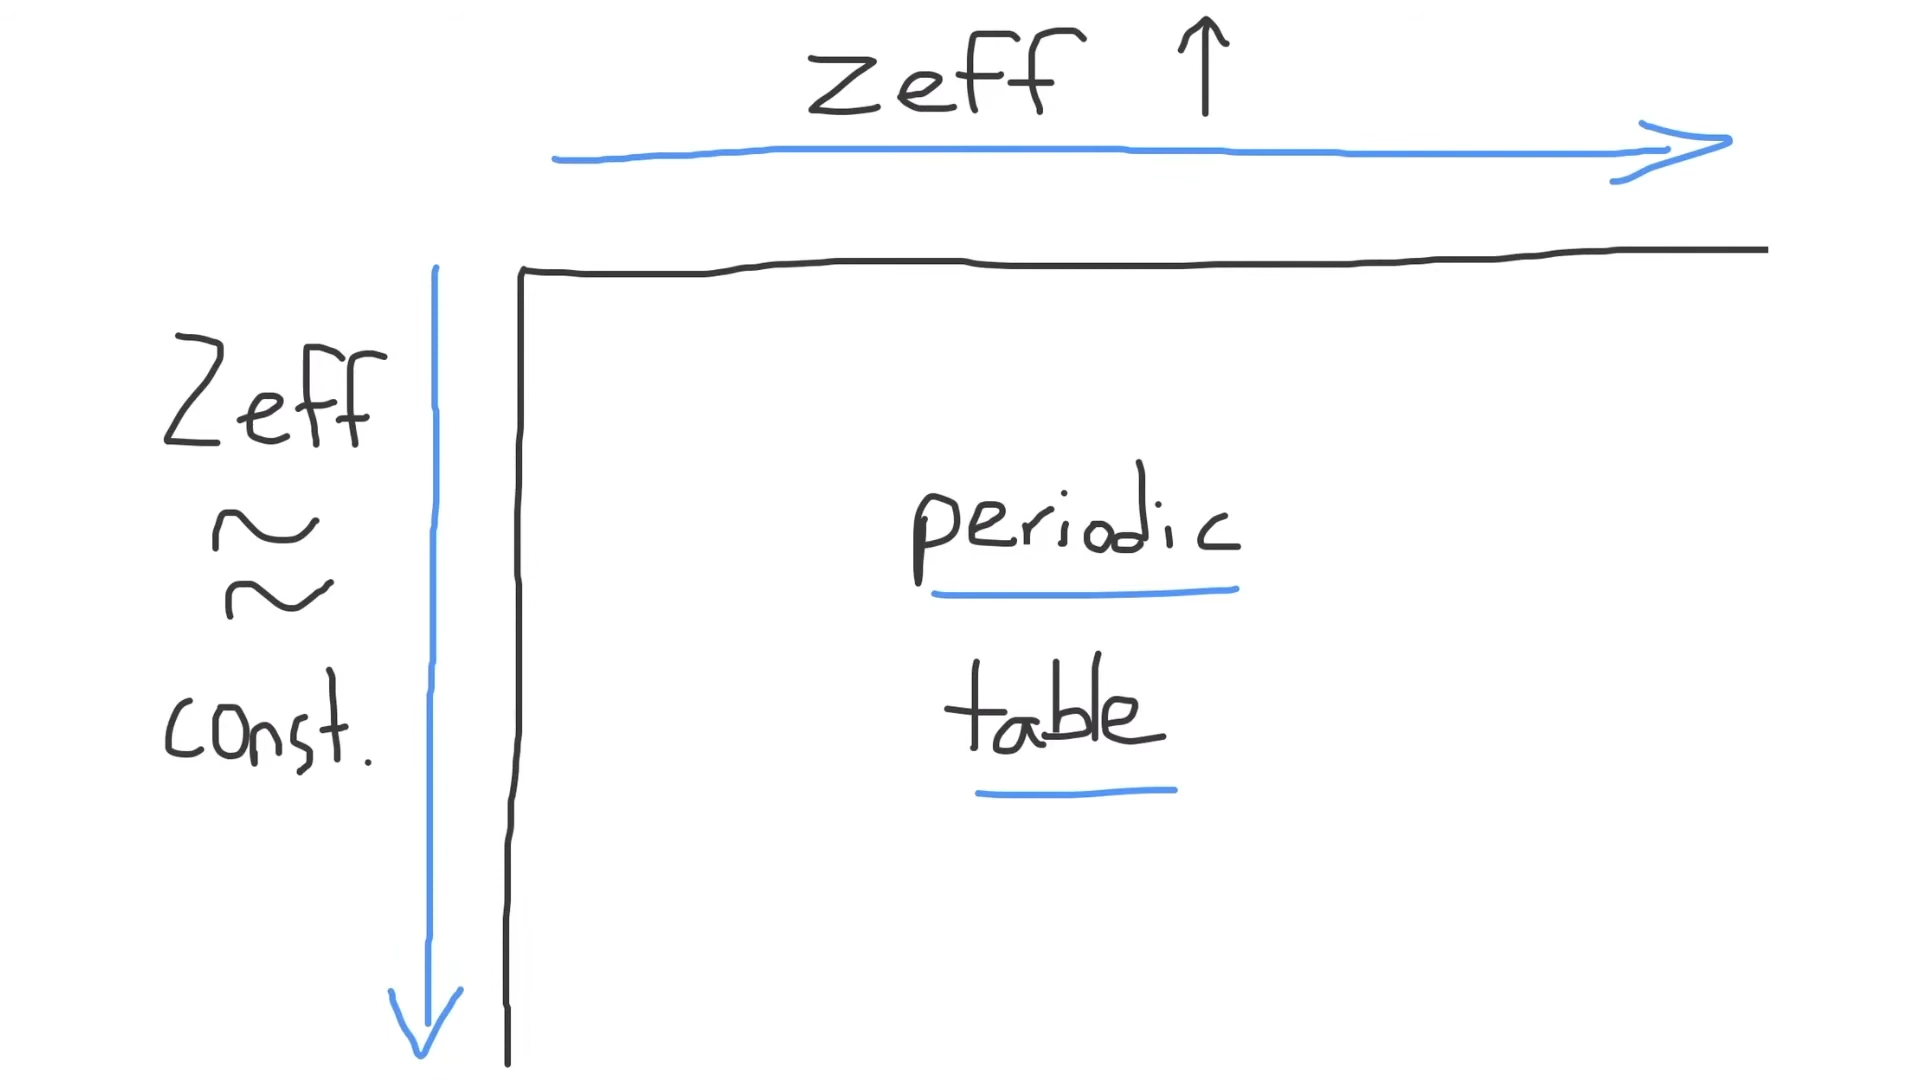 Zeff ↑
Zeff
≈
const.
periodic
table